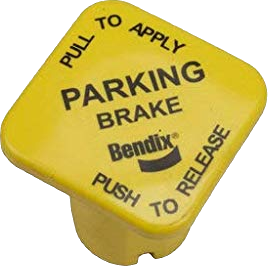 PULL TO APPLY
PARKING
BRAKE
Bendix®
PUSH TO RELEASE